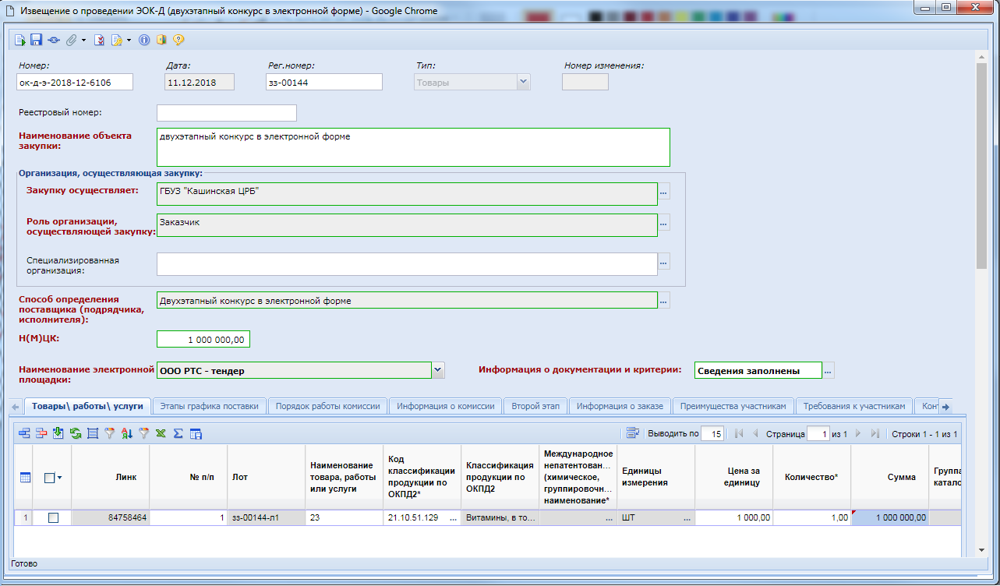 Извещение о проведении ЭОК-Д (двухэтапный конкурс в электронной форме) - Google Chrome
Номер: Дата: Рег.номер: Тип: Номер изменения:
ок-д-э-2018-12-6106 11.12.2018 зз-00144 Товары
Реестровый номер:
Наименование объекта закупки:
двухэтапный конкурс в электронной форме
Организация, осуществляющая закупку:
Закупку осуществляет: ГБУЗ "Кашинская ЦРБ" ...
Роль организации, осуществляющей закупку: Заказчик ...
Специализированная организация: ...
Способ определения поставщика (подрядчика, исполнителя): Двухэтапный конкурс в электронной форме ...
Н(М)ЦК: 1 000 000,00
Наименование электронной площадки: ООО РТС - тендер Информация о документации и критерии: Сведения заполнены ...
Товары\ работы\ услуги Этапы графика поставки Порядок работы комиссии Информация о комиссии Второй этап Информация о заказе Преимущества участникам Требования к участникам Кон
Выводить по 15 Страница 1 из 1 Строки 1 - 1 из 1
Линк № п/п Лот Наименование товара, работы или услуги Код классификации продукции по ОКПД2* Классификация продукции по ОКПД2 Международное непатентован... (химическое, группировочн... наименование* Единицы измерения Цена за единицу Количество* Сумма Группа катало
1 84758464 1 зз-00144-л1 23 21.10.51.129 ... Витамины, в то... ... ШТ ... 1 000,00 1,00 1 000 000,00
Готово